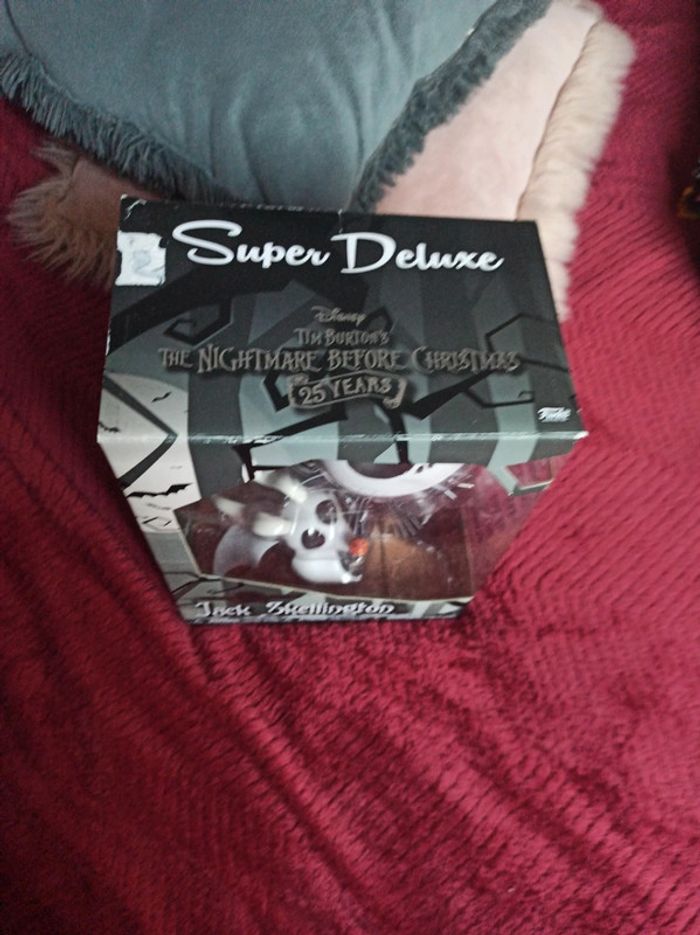 Super Deluxe
Disney
TIM BURTON'S
THE NIGHTMARE BEFORE CHRISTMAS
25 YEARS
Funko
Jack Skellington